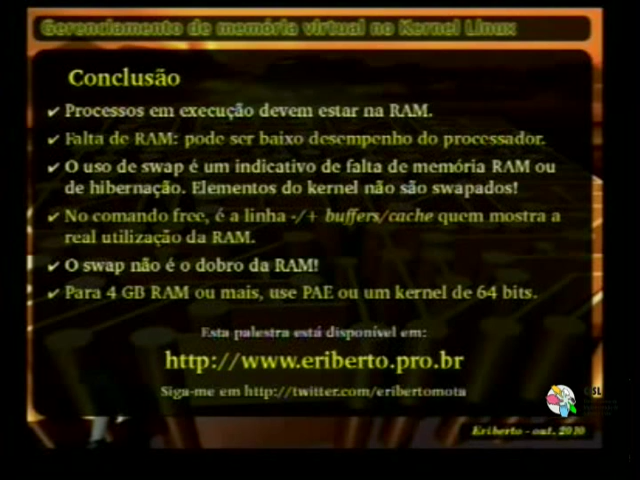 Gerenciamento de memória virtual no Kernel Linux
Conclusão
✔ Processos em execução devem estar na RAM.
✔ Falta de RAM: pode ser baixo desempenho do processador.
✔ O uso de swap é um indicativo de falta de memória RAM ou
de hibernação. Elementos do kernel não são swapados!
✔ No comando free, é a linha -/+ buffers/cache quem mostra a
real utilização da RAM.
✔ O swap não é o dobro da RAM!
✔ Para 4 GB RAM ou mais, use PAE ou um kernel de 64 bits.
Esta palestra está disponível em:
http://www.eriberto.pro.br
Siga-me em http://twitter.com/eribertomota
Eriberto - out. 2010